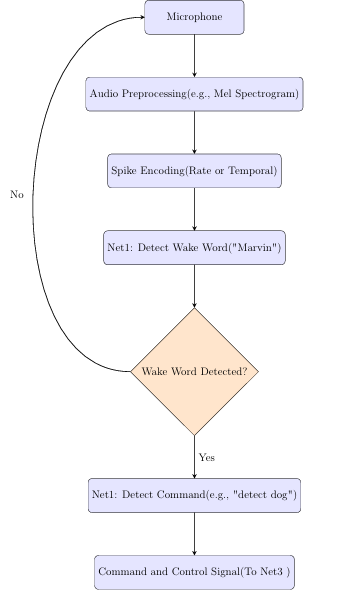 Microphone
Audio Preprocessing(e.g., Mel Spectrogram)
Spike Encoding(Rate or Temporal)
No
Net1: Detect Wake Word("Marvin")
Wake Word Detected?
Yes
Net1: Detect Command(e.g., "detect dog")
Command and Control Signal(To Net3 )